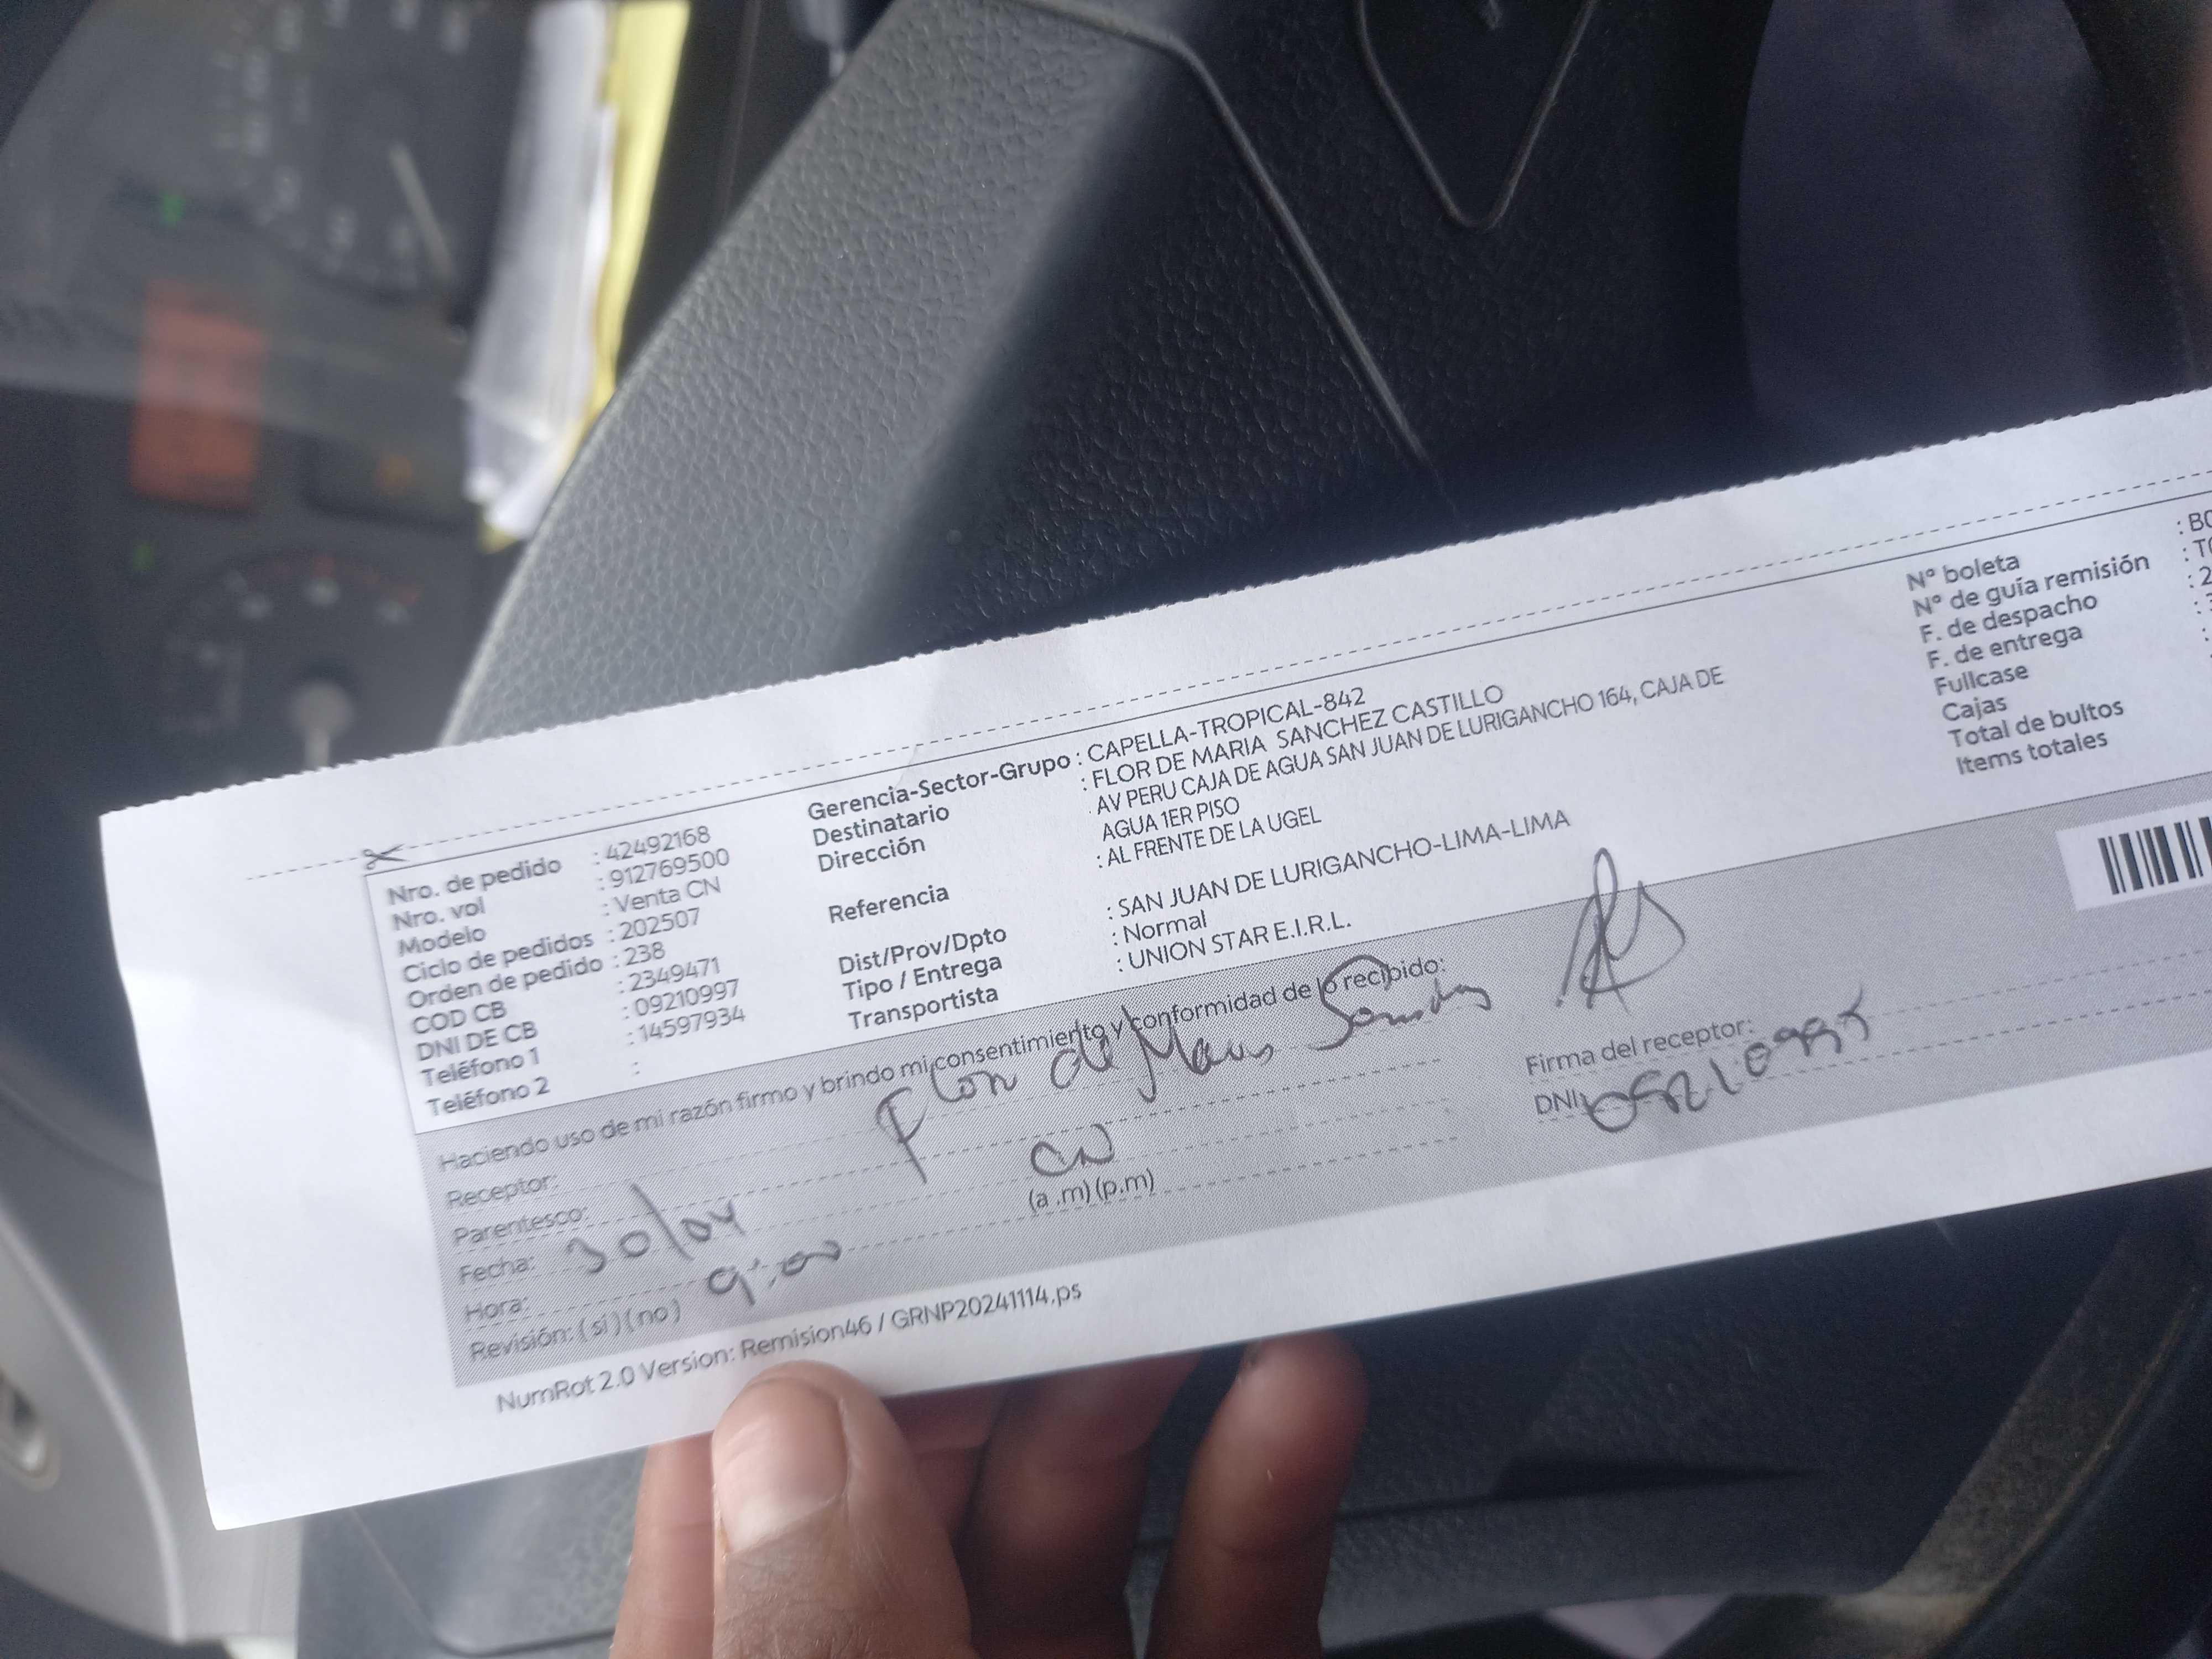 Nro. de pedido : 42492168
Nro. vol : 912769500
Modelo : Venta CN
Ciclo de pedidos : 202507
Orden de pedido : 238
COD CB : 2349471
DNI DE CB : 09210997
Teléfono 1 : 14597934
Teléfono 2 :
Gerencia-Sector-Grupo : CAPELLA-TROPICAL-842
Destinatario : FLOR DE MARIA SANCHEZ CASTILLO
Dirección : AV PERU CAJA DE AGUA SAN JUAN DE LURIGANCHO 164, CAJA DE
AGUA 1ER PISO
Referencia : AL FRENTE DE LA UGEL
Dist/Prov/Dpto : SAN JUAN DE LURIGANCHO-LIMA-LIMA
Tipo / Entrega : Normal
Transportista : UNION STAR E.I.R.L.
Nº boleta : BO
Nº de guía remisión : T0
F. de despacho : 2
F. de entrega :
Fullcase :
Cajas
Total de bultos
Items totales
Haciendo uso de mi razón firmo y brindo mi consentimiento y conformidad de lo recibido:
Receptor: Flor de Maria
Parentesco: CN
Fecha: 30/04
Hora: 9:00 (a .m) (p.m)
Revisión: ( si ) ( no )
Firma del receptor:
DNI:
NumRot 2.0 Version: Remision46 / GRNP20241114.ps